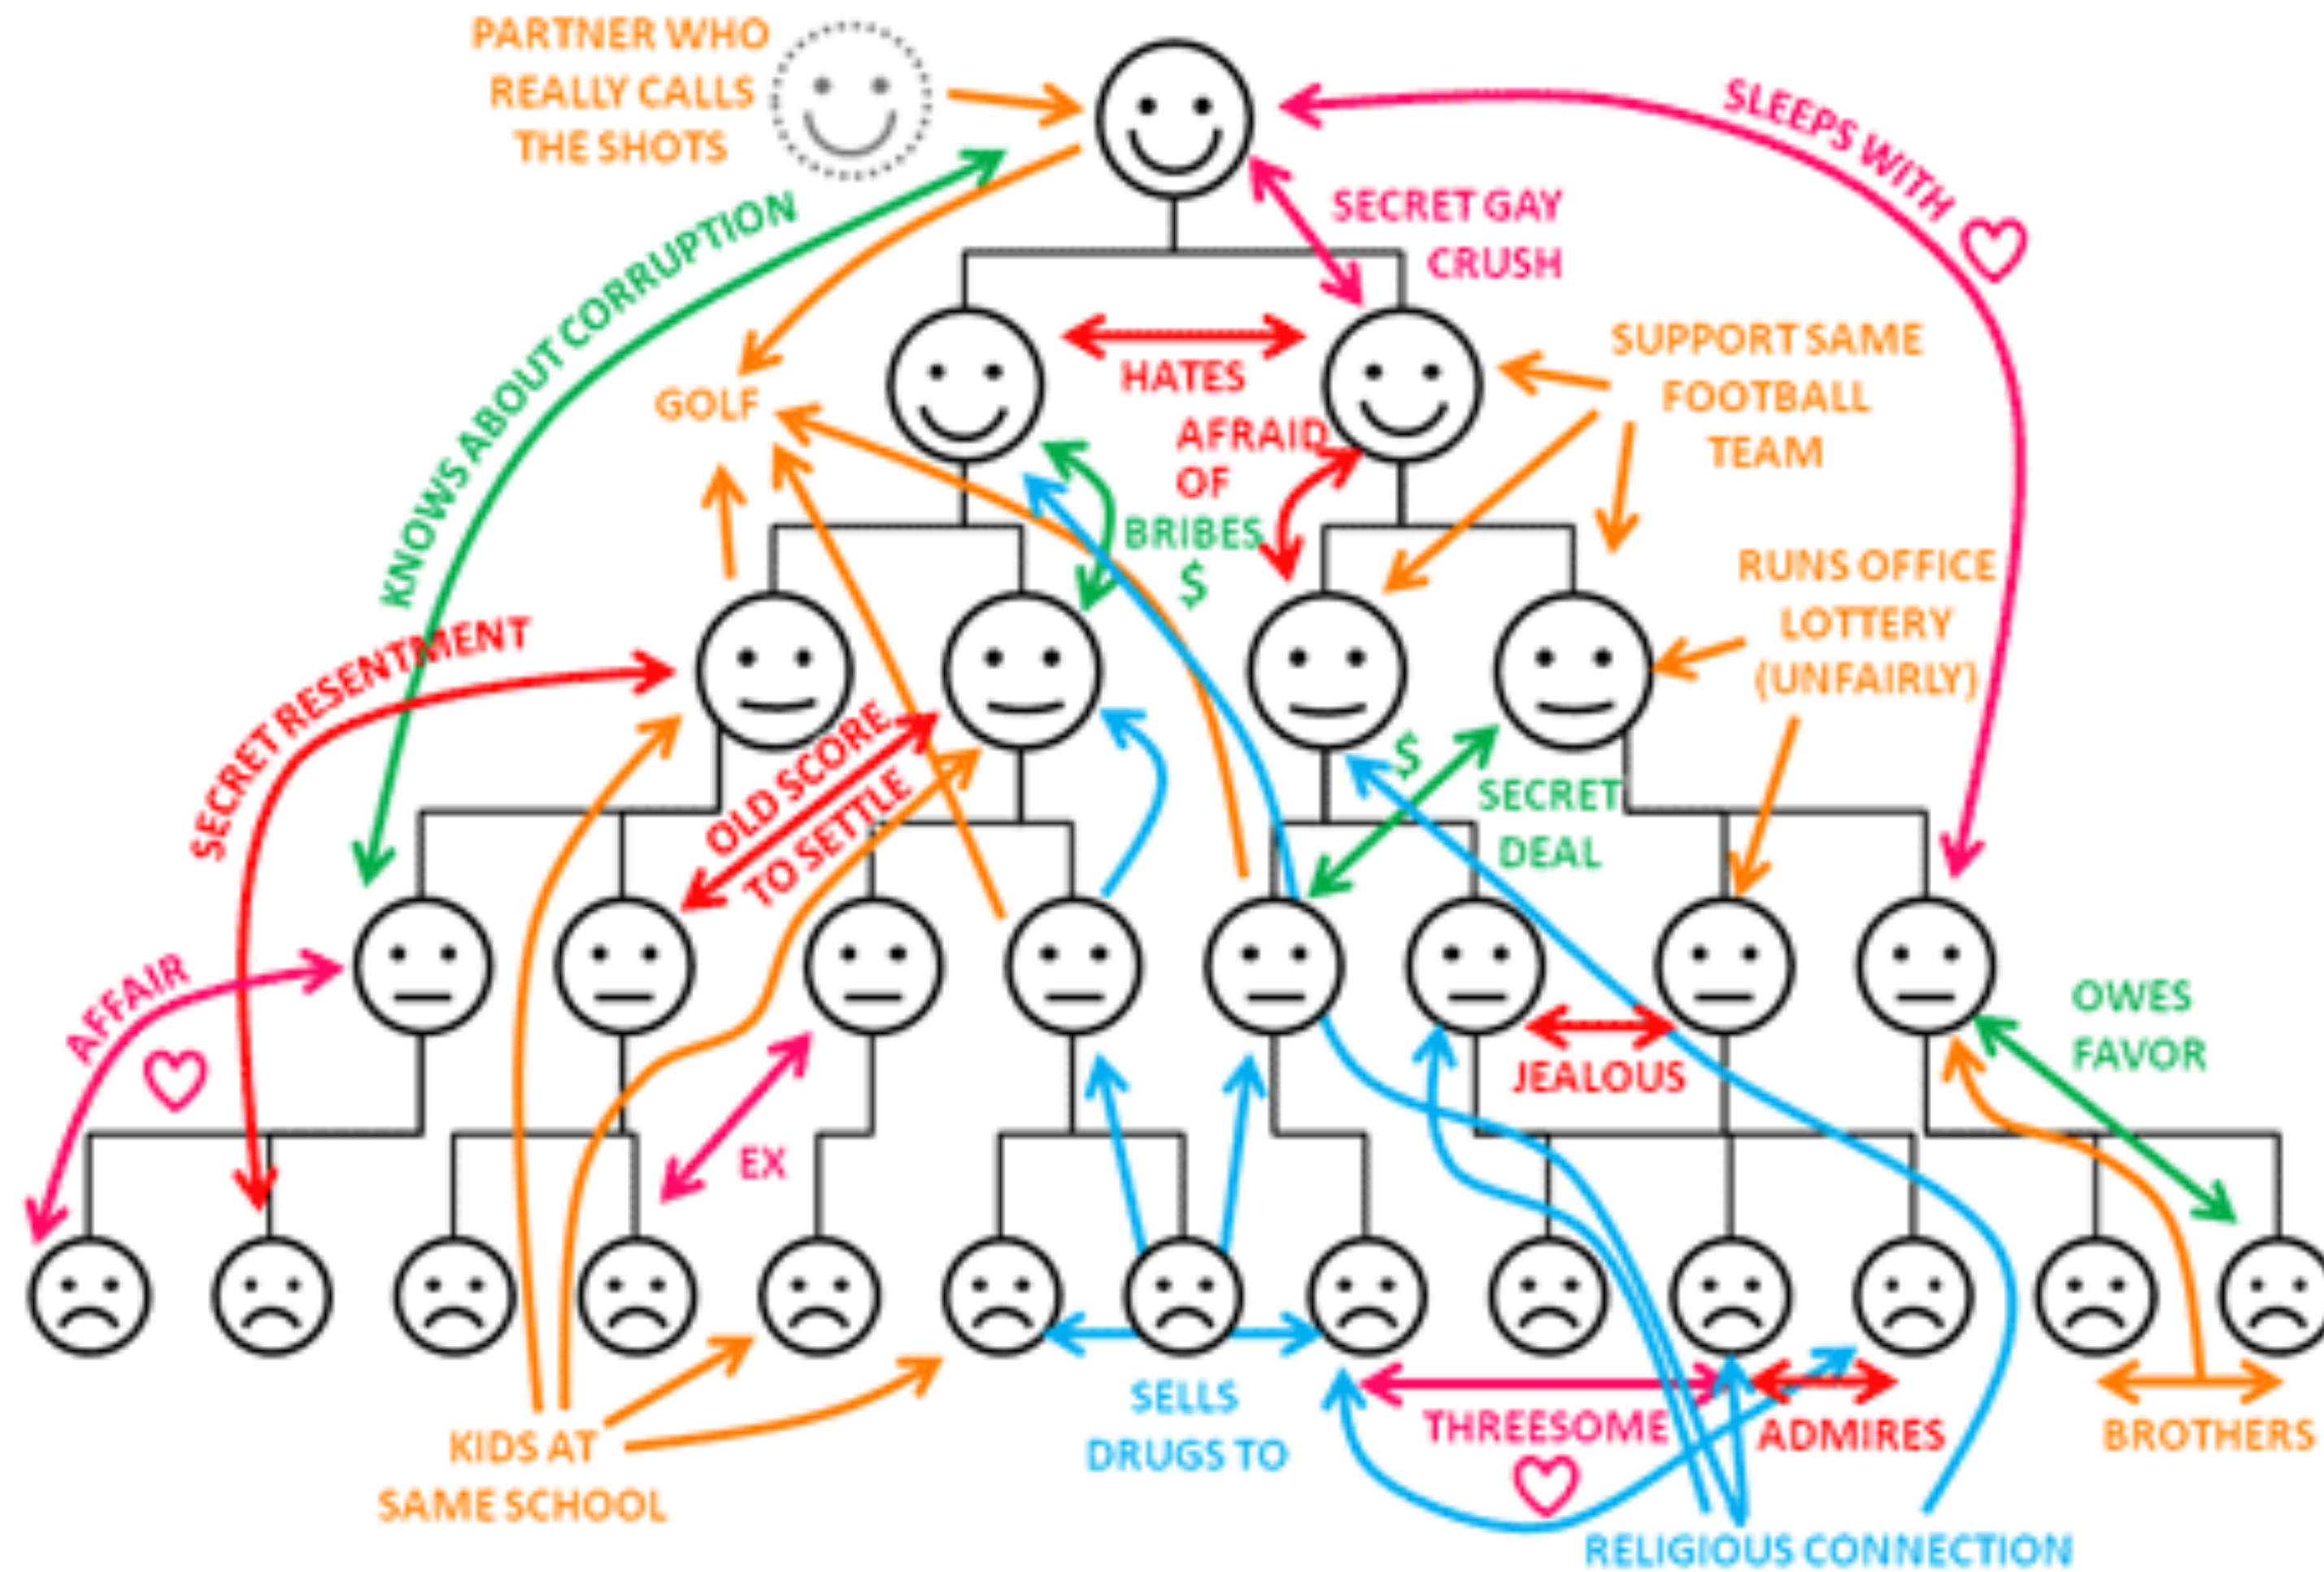 PARTNER WHO
REALLY CALLS
THE SHOTS
SLEEPS WITH
KNOWS ABOUT CORRUPTION
SECRET GAY
CRUSH
HATES
GOLF
SUPPORT SAME
FOOTBALL
TEAM
AFRAID
OF
BRIBES
$
RUNS OFFICE
LOTTERY
(UNFAIRLY)
SECRET RESENTMENT
OLD SCORE
TO SETTLE
$
SECRET
DEAL
AFFAIR
OWES
FAVOR
JEALOUS
EX
KIDS AT
SAME SCHOOL
SELLS
DRUGS TO
THREESOME
ADMIRES
BROTHERS
RELIGIOUS CONNECTION